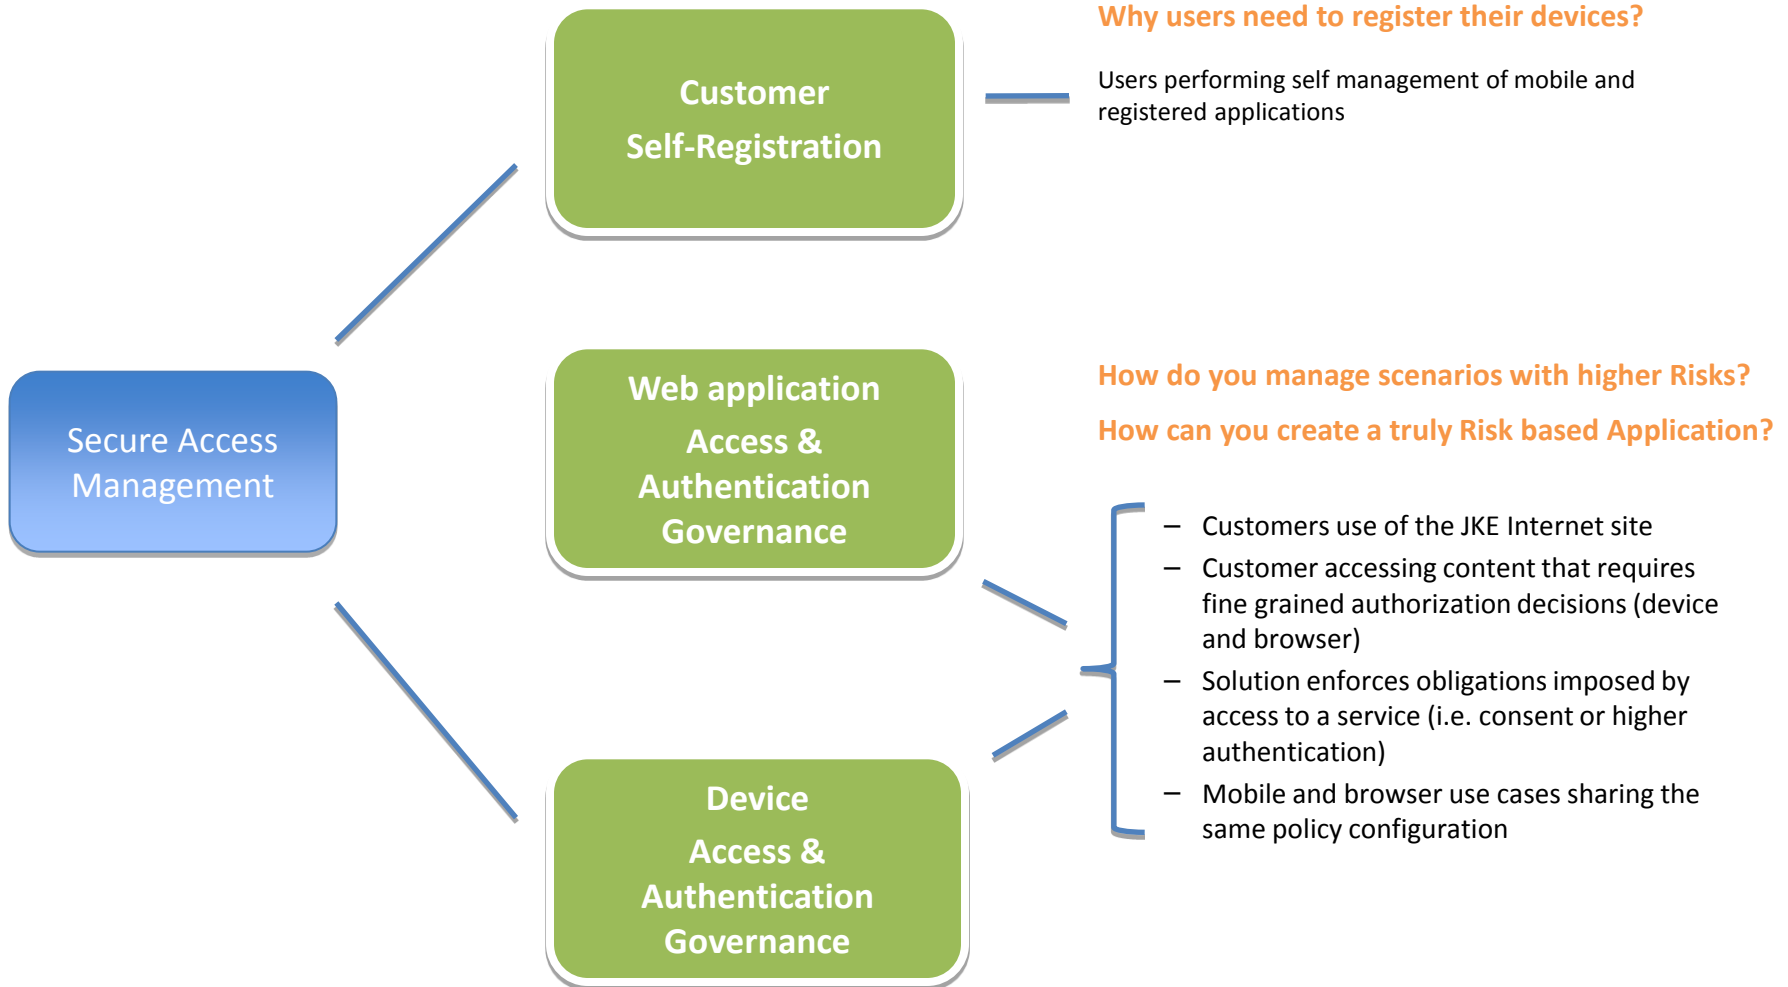 Why users need to register their devices?
Customer
Self-Registration
Users performing self management of mobile and
registered applications
Secure Access
Management
Web application
Access &
Authentication
Governance
How do you manage scenarios with higher Risks?
How can you create a truly Risk based Application?
– Customers use of the JKE Internet site
– Customer accessing content that requires
fine grained authorization decisions (device
and browser)
– Solution enforces obligations imposed by
access to a service (i.e. consent or higher
authentication)
– Mobile and browser use cases sharing the
same policy configuration
Device
Access &
Authentication
Governance